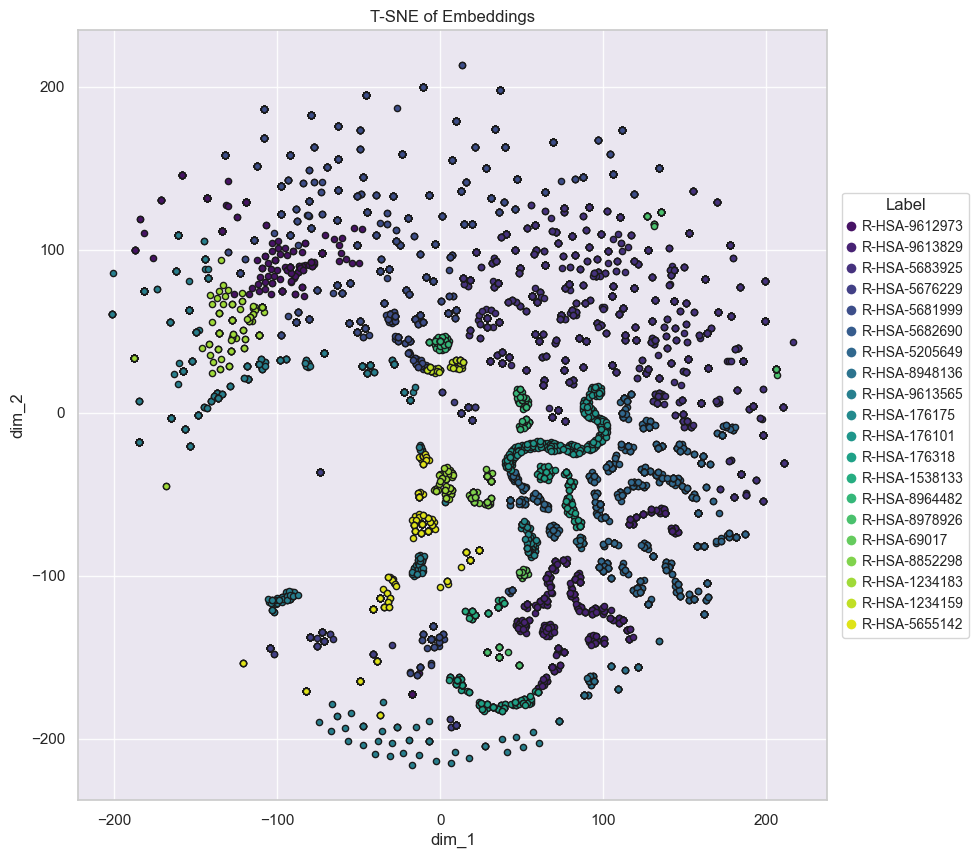 T-SNE of Embeddings
200
100
0
−100
−200
dim_2
−200
−100
0
100
200
dim_1
Label
R-HSA-9612973
R-HSA-9613829
R-HSA-5683925
R-HSA-5676229
R-HSA-5681999
R-HSA-5682690
R-HSA-5205649
R-HSA-8948136
R-HSA-9613565
R-HSA-176175
R-HSA-176101
R-HSA-176318
R-HSA-1538133
R-HSA-8964482
R-HSA-8978926
R-HSA-69017
R-HSA-8852298
R-HSA-1234183
R-HSA-1234159
R-HSA-5655142